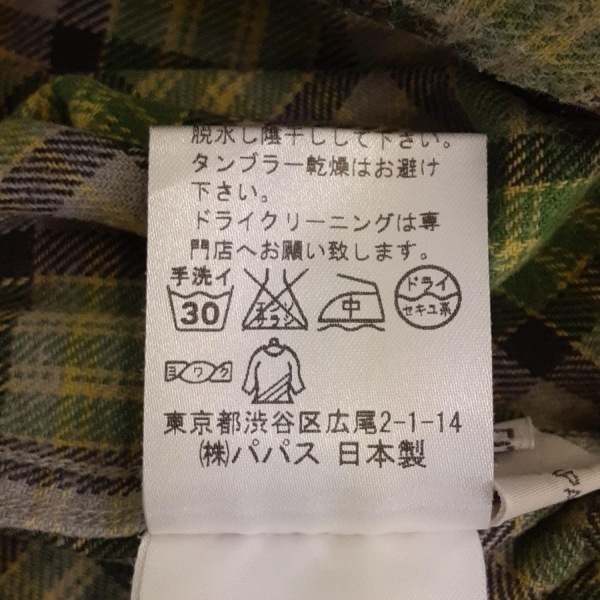 脱水し陰干しして下さい。
タンブラー乾燥はお避け
下さい。
ドライクリーニングは専
門店へお願い致します。
手洗イ
30
エンソ
サラシ
中
ドライ
セキユ系
ヨワク
東京都渋谷区広尾2-1-14
㈱パパス 日本製